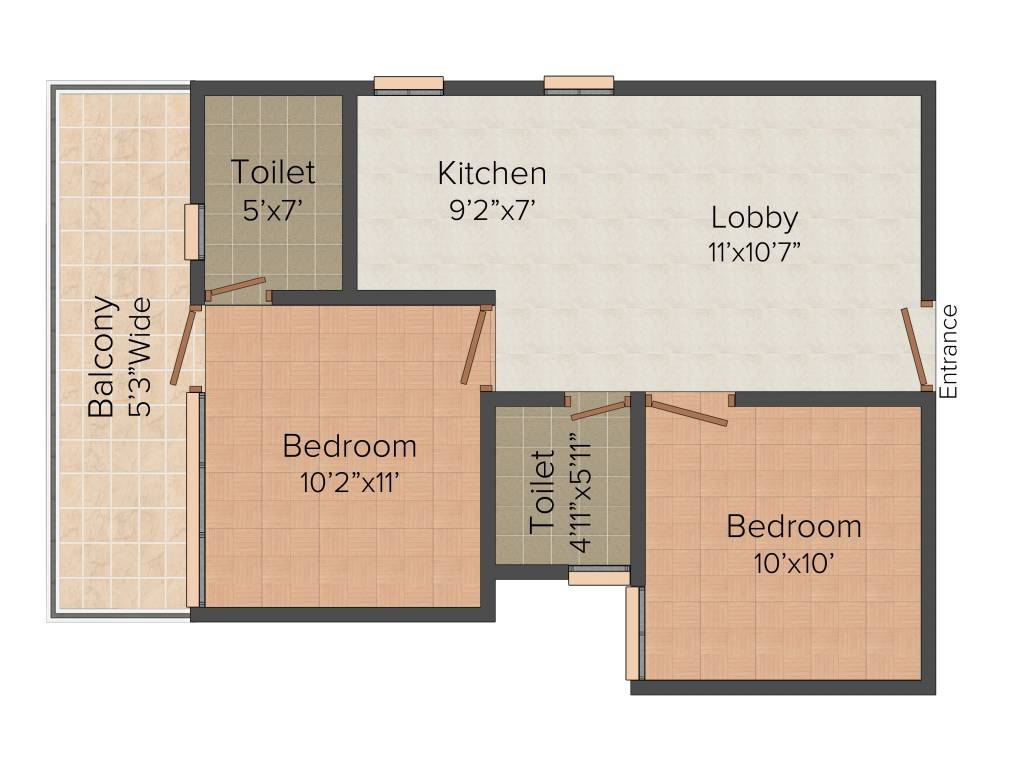 Toilet
5’x7’
Kitchen
9’2”x7’
Lobby
11’x10’7”
Balcony
5’3”Wide
Entrance
Bedroom
10’2”x11’
Toilet
4’11”x5’11”
Bedroom
10’x10’